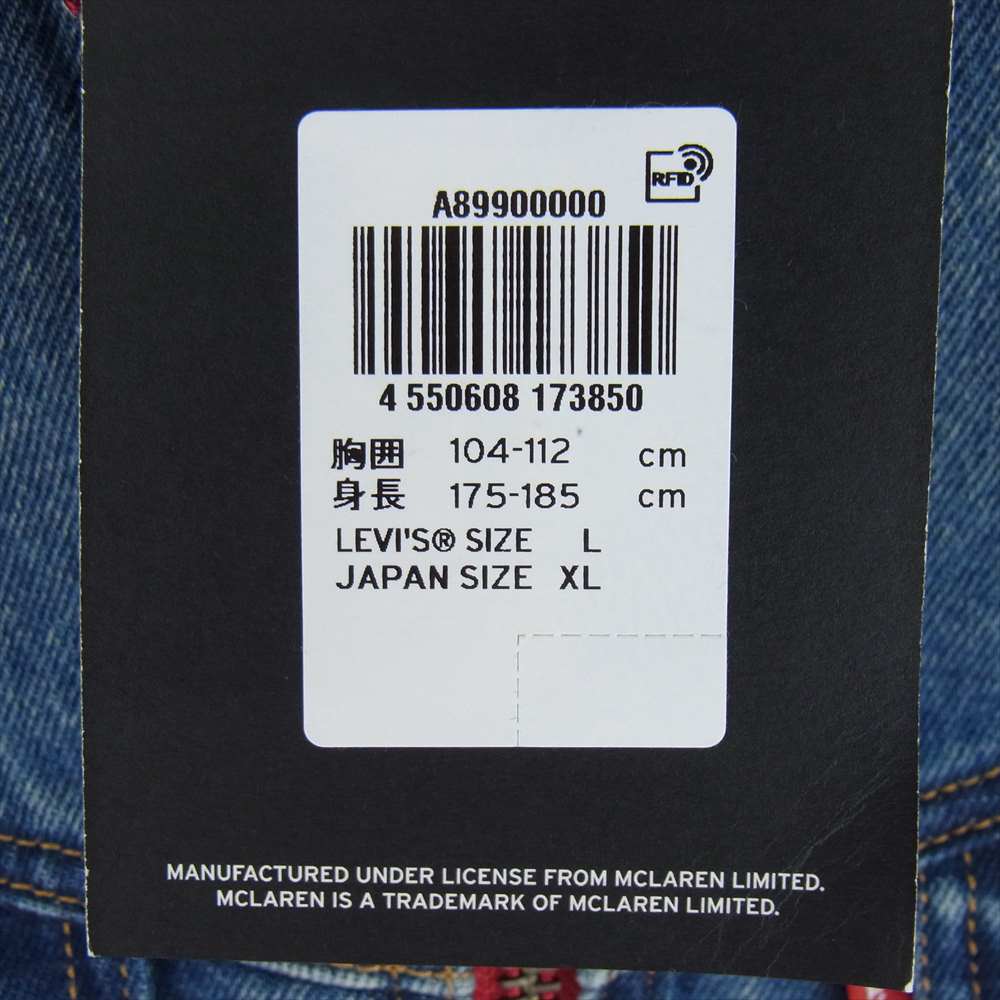 RFID
A89900000
4 550608 173850
胸囲 104-112 cm
身長 175-185 cm
LEVI'S® SIZE L
JAPAN SIZE XL
MANUFACTURED UNDER LICENSE FROM MCLAREN LIMITED.
MCLAREN IS A TRADEMARK OF MCLAREN LIMITED.